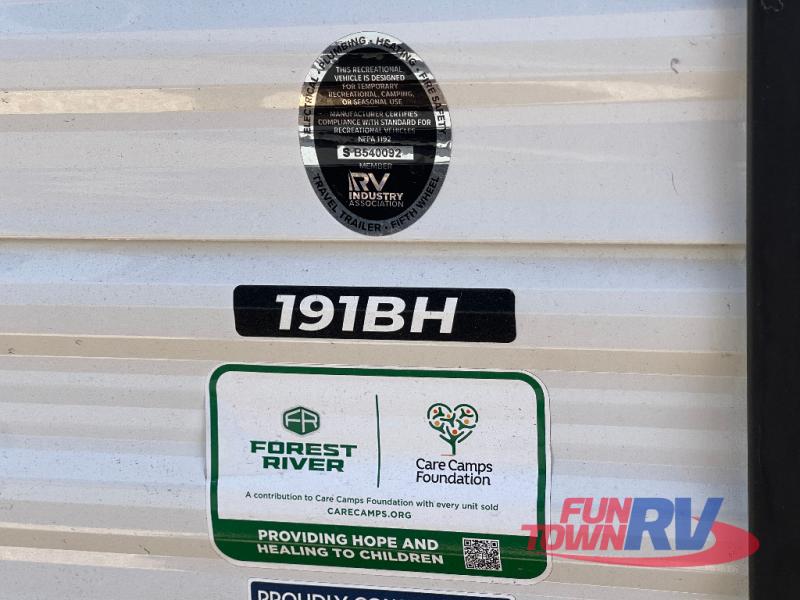 ELECTRICAL • PLUMBING • HEATING • FIRE SAFETY
THIS RECREATIONAL
VEHICLE IS DESIGNED
FOR TEMPORARY
RECREATIONAL, CAMPING,
OR SEASONAL USE
MANUFACTURER CERTIFIES
COMPLIANCE WITH STANDARD FOR
RECREATIONAL VEHICLES
NFPA 1192
S-B540092
MEMBER
RV
INDUSTRY
ASSOCIATION
TRAVEL TRAILER • FIFTH WHEEL
191BH
FR
FOREST
RIVER
Care Camps
Foundation
A contribution to Care Camps Foundation with every unit sold
CARECAMPS.ORG
PROVIDING HOPE AND
HEALING TO CHILDREN
FUN
TOWN RV
PROUDLY